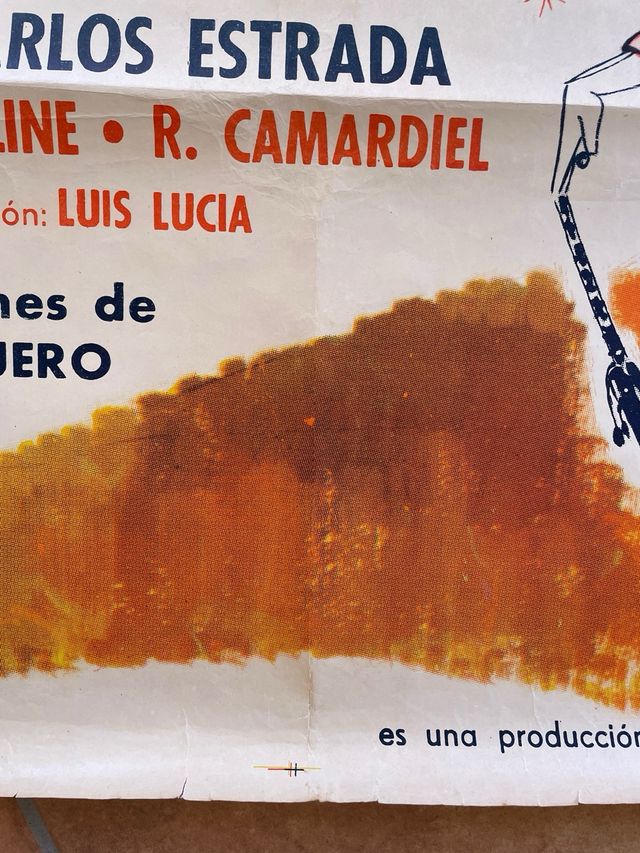 ARLOS ESTRADA
LINE • R. CAMARDIEL
ón: LUIS LUCIA
nes de
UERO
es una producción